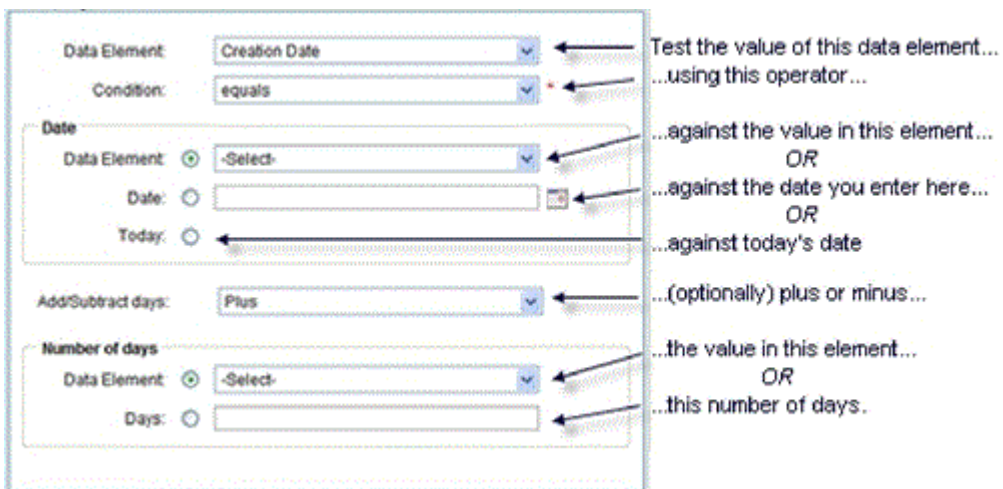 Data Element: Creation Date Test the value of this data element...
Condition: equals * ...using this operator...
Date
Data Element: -Select- ...against the value in this element...
OR
Date: ...against the date you enter here...
OR
Today: ...against today's date
Add/Subtract days: Plus ...(optionally) plus or minus...
Number of days
Data Element: -Select- ...the value in this element...
OR
Days: ...this number of days.